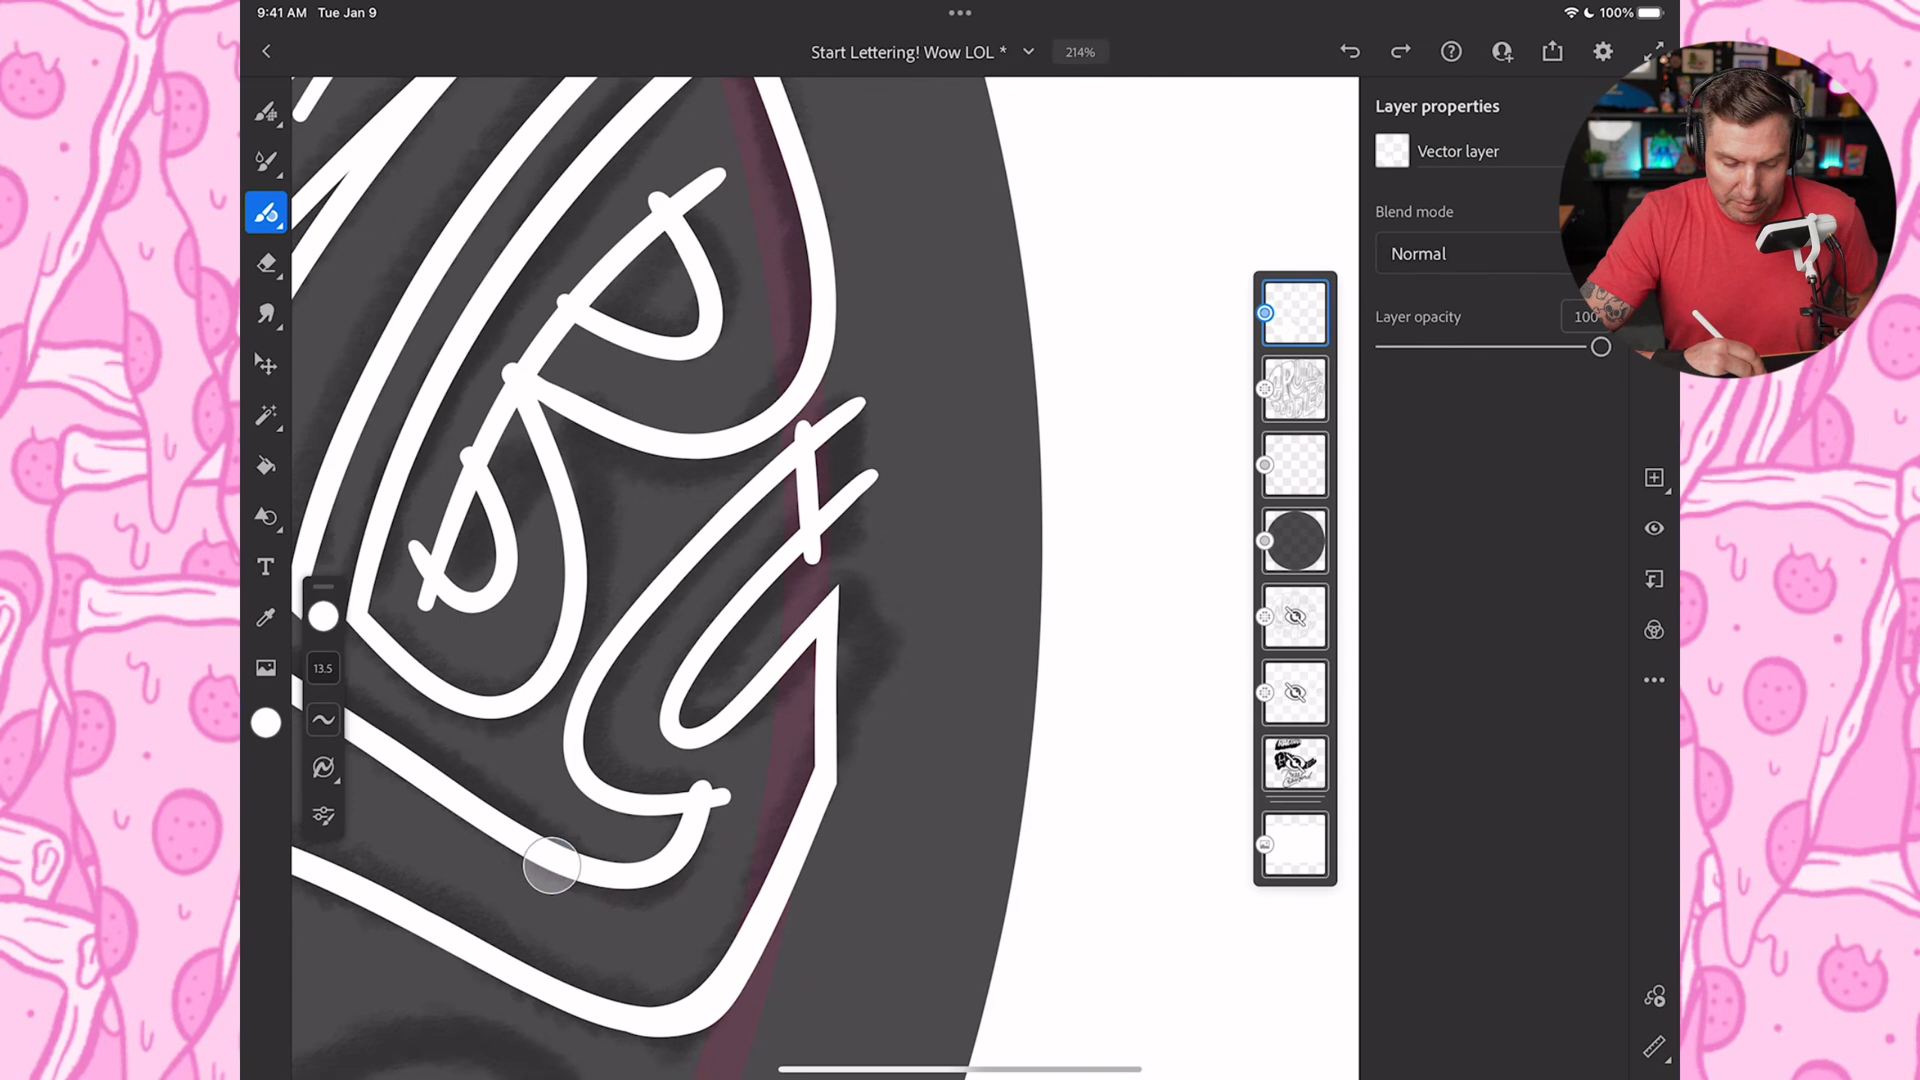 9:41 AM Tue Jan 9
100%
Start Lettering! Wow LOL *
214%
Layer properties
Vector layer
Blend mode
Normal
Layer opacity
100
13.5